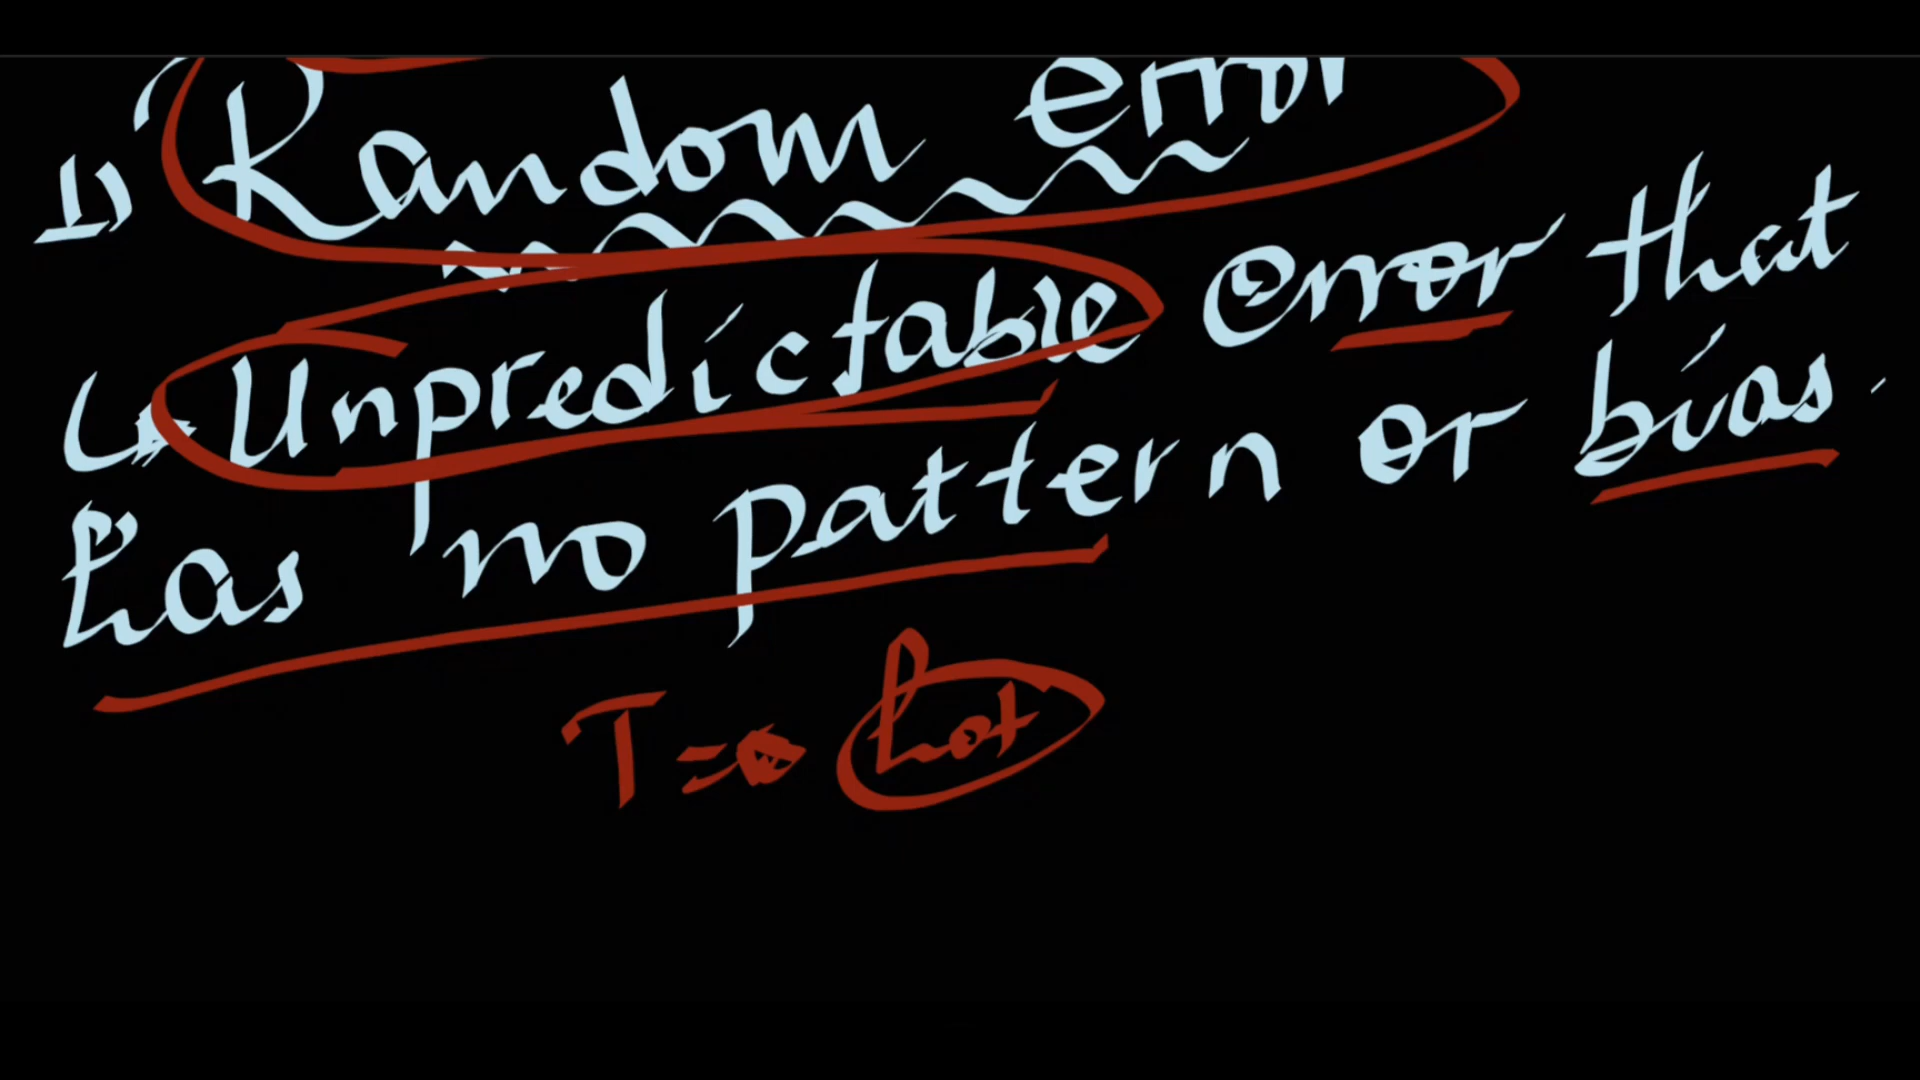 1) Random error
↳ Unpredictable error that
has no pattern or bias.
T = hot